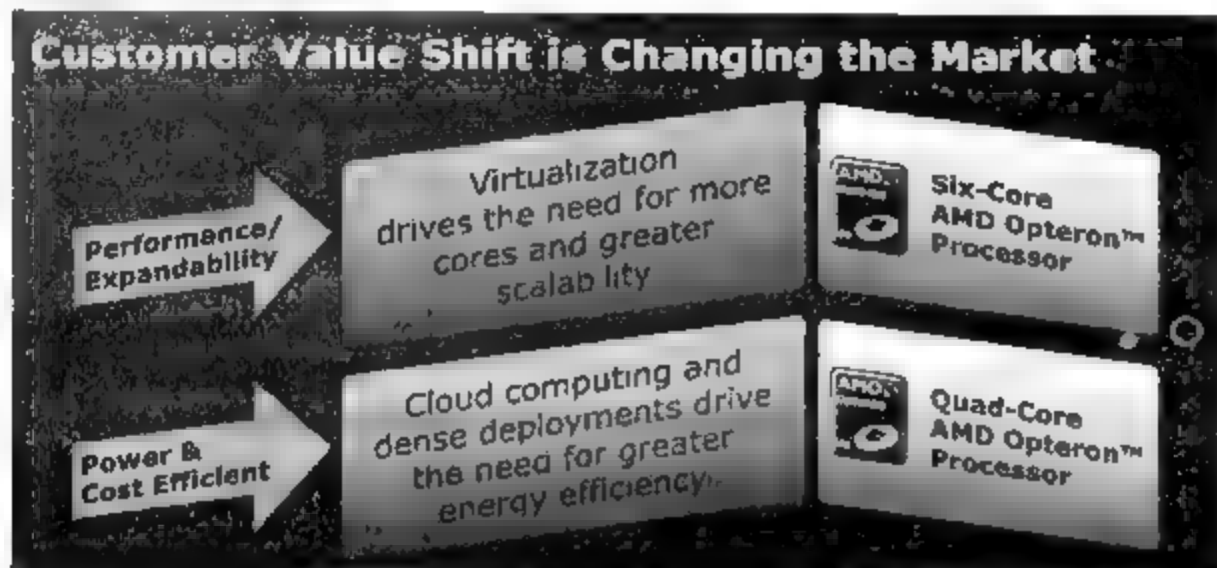 Customer Value Shift is Changing the Market
Performance/
Expandability
Virtualization
drives the need for more
cores and greater
scalab lity
AMD
Six-Core
AMD Opteron™
Processor
Power &
Cost Efficient
Cloud computing and
dense deployments drive
the need for greater
energy efficiency.
AMD
Quad-Core
AMD Opteron™
Processor